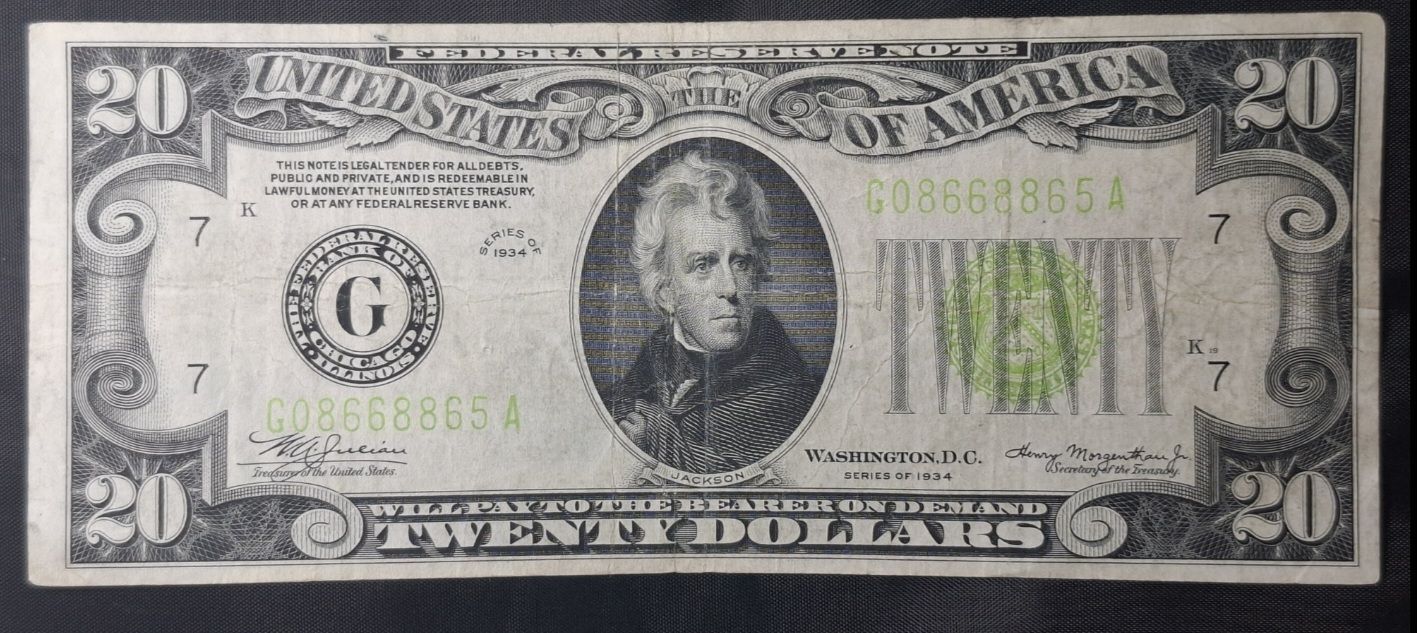 FEDERAL RESERVE NOTE
20 UNITED STATES THE OF AMERICA 20
THIS NOTE IS LEGAL TENDER FOR ALL DEBTS,
PUBLIC AND PRIVATE, AND IS REDEEMABLE IN
LAWFUL MONEY AT THE UNITED STATES TREASURY,
OR AT ANY FEDERAL RESERVE BANK.
G08668865A
7 K
7
SERIES OF
1934
THE FEDERAL RESERVE
BANK OF
G
CHICAGO
ILLINOIS
TWENTY
K 19
7
7
G08668865A
W. A. Julian
Treasurer of the United States.
JACKSON
WASHINGTON, D.C.
SERIES OF 1934
Henry Morgenthau Jr.
Secretary of the Treasury.
20 WILL PAY TO THE BEARER ON DEMAND 20
TWENTY DOLLARS